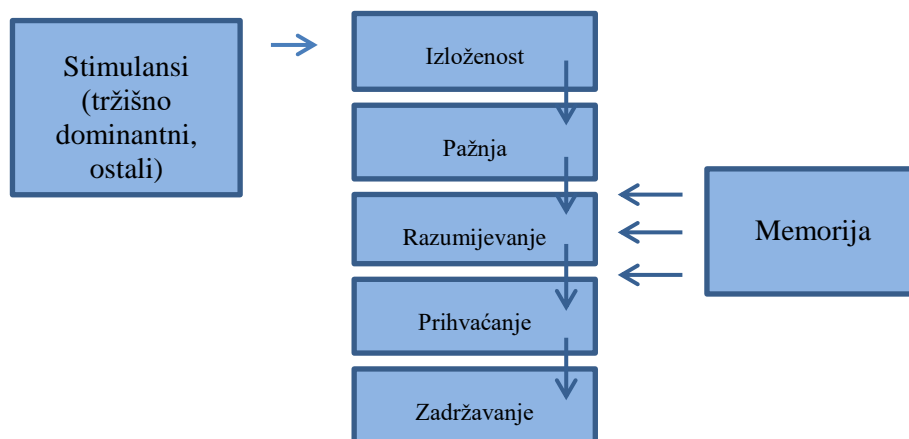 Stimulansi
(tržišno
dominantni,
ostali)
Izloženost
Pažnja
Razumijevanje
Prihvaćanje
Zadržavanje
Memorija